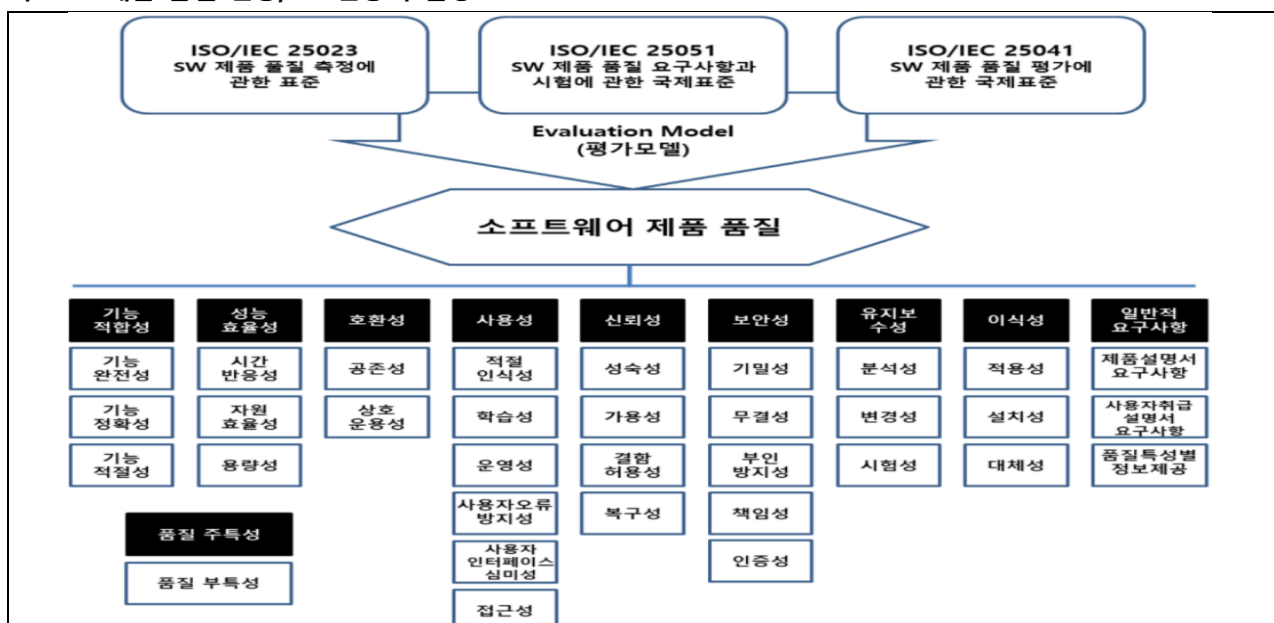 ISO/IEC 25023
SW 제품 품질 측정에
관한 표준
ISO/IEC 25051
SW 제품 품질 요구사항과
시험에 관한 국제표준
ISO/IEC 25041
SW 제품 품질 평가에
관한 국제표준
Evaluation Model
(평가모델)
소프트웨어 제품 품질
기능
적합성
성능
효율성
호환성
사용성
신뢰성
보안성
유지보
수성
이식성
일반적
요구사항
기능
완전성
시간
반응성
공존성
적절
인식성
성숙성
기밀성
분석성
적용성
제품설명서
요구사항
기능
정확성
자원
효율성
상호
운용성
학습성
가용성
무결성
변경성
설치성
사용자취급
설명서
요구사항
기능
적절성
용량성
운영성
결함
허용성
부인
방지성
시험성
대체성
품질특성별
정보제공
사용자오류
방지성
복구성
책임성
사용자
인터페이스
심미성
인증성
접근성
품질 주특성
품질 부특성